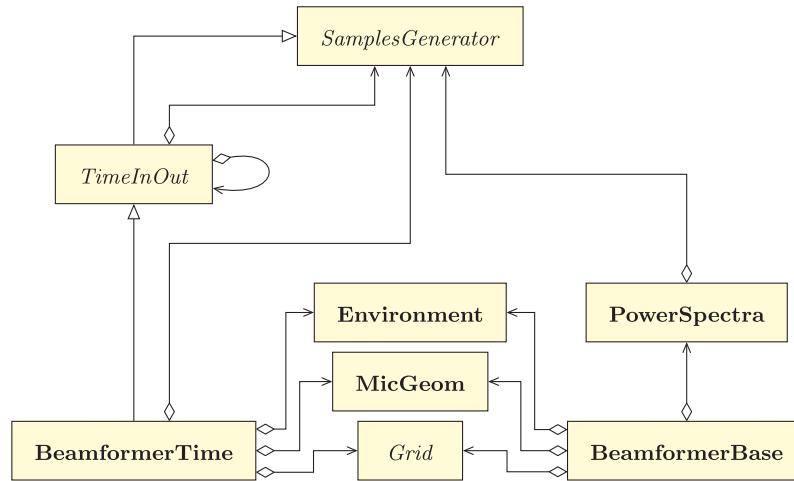 SamplesGenerator
TimeInOut
Environment
PowerSpectra
MicGeom
BeamformerTime
Grid
BeamformerBase